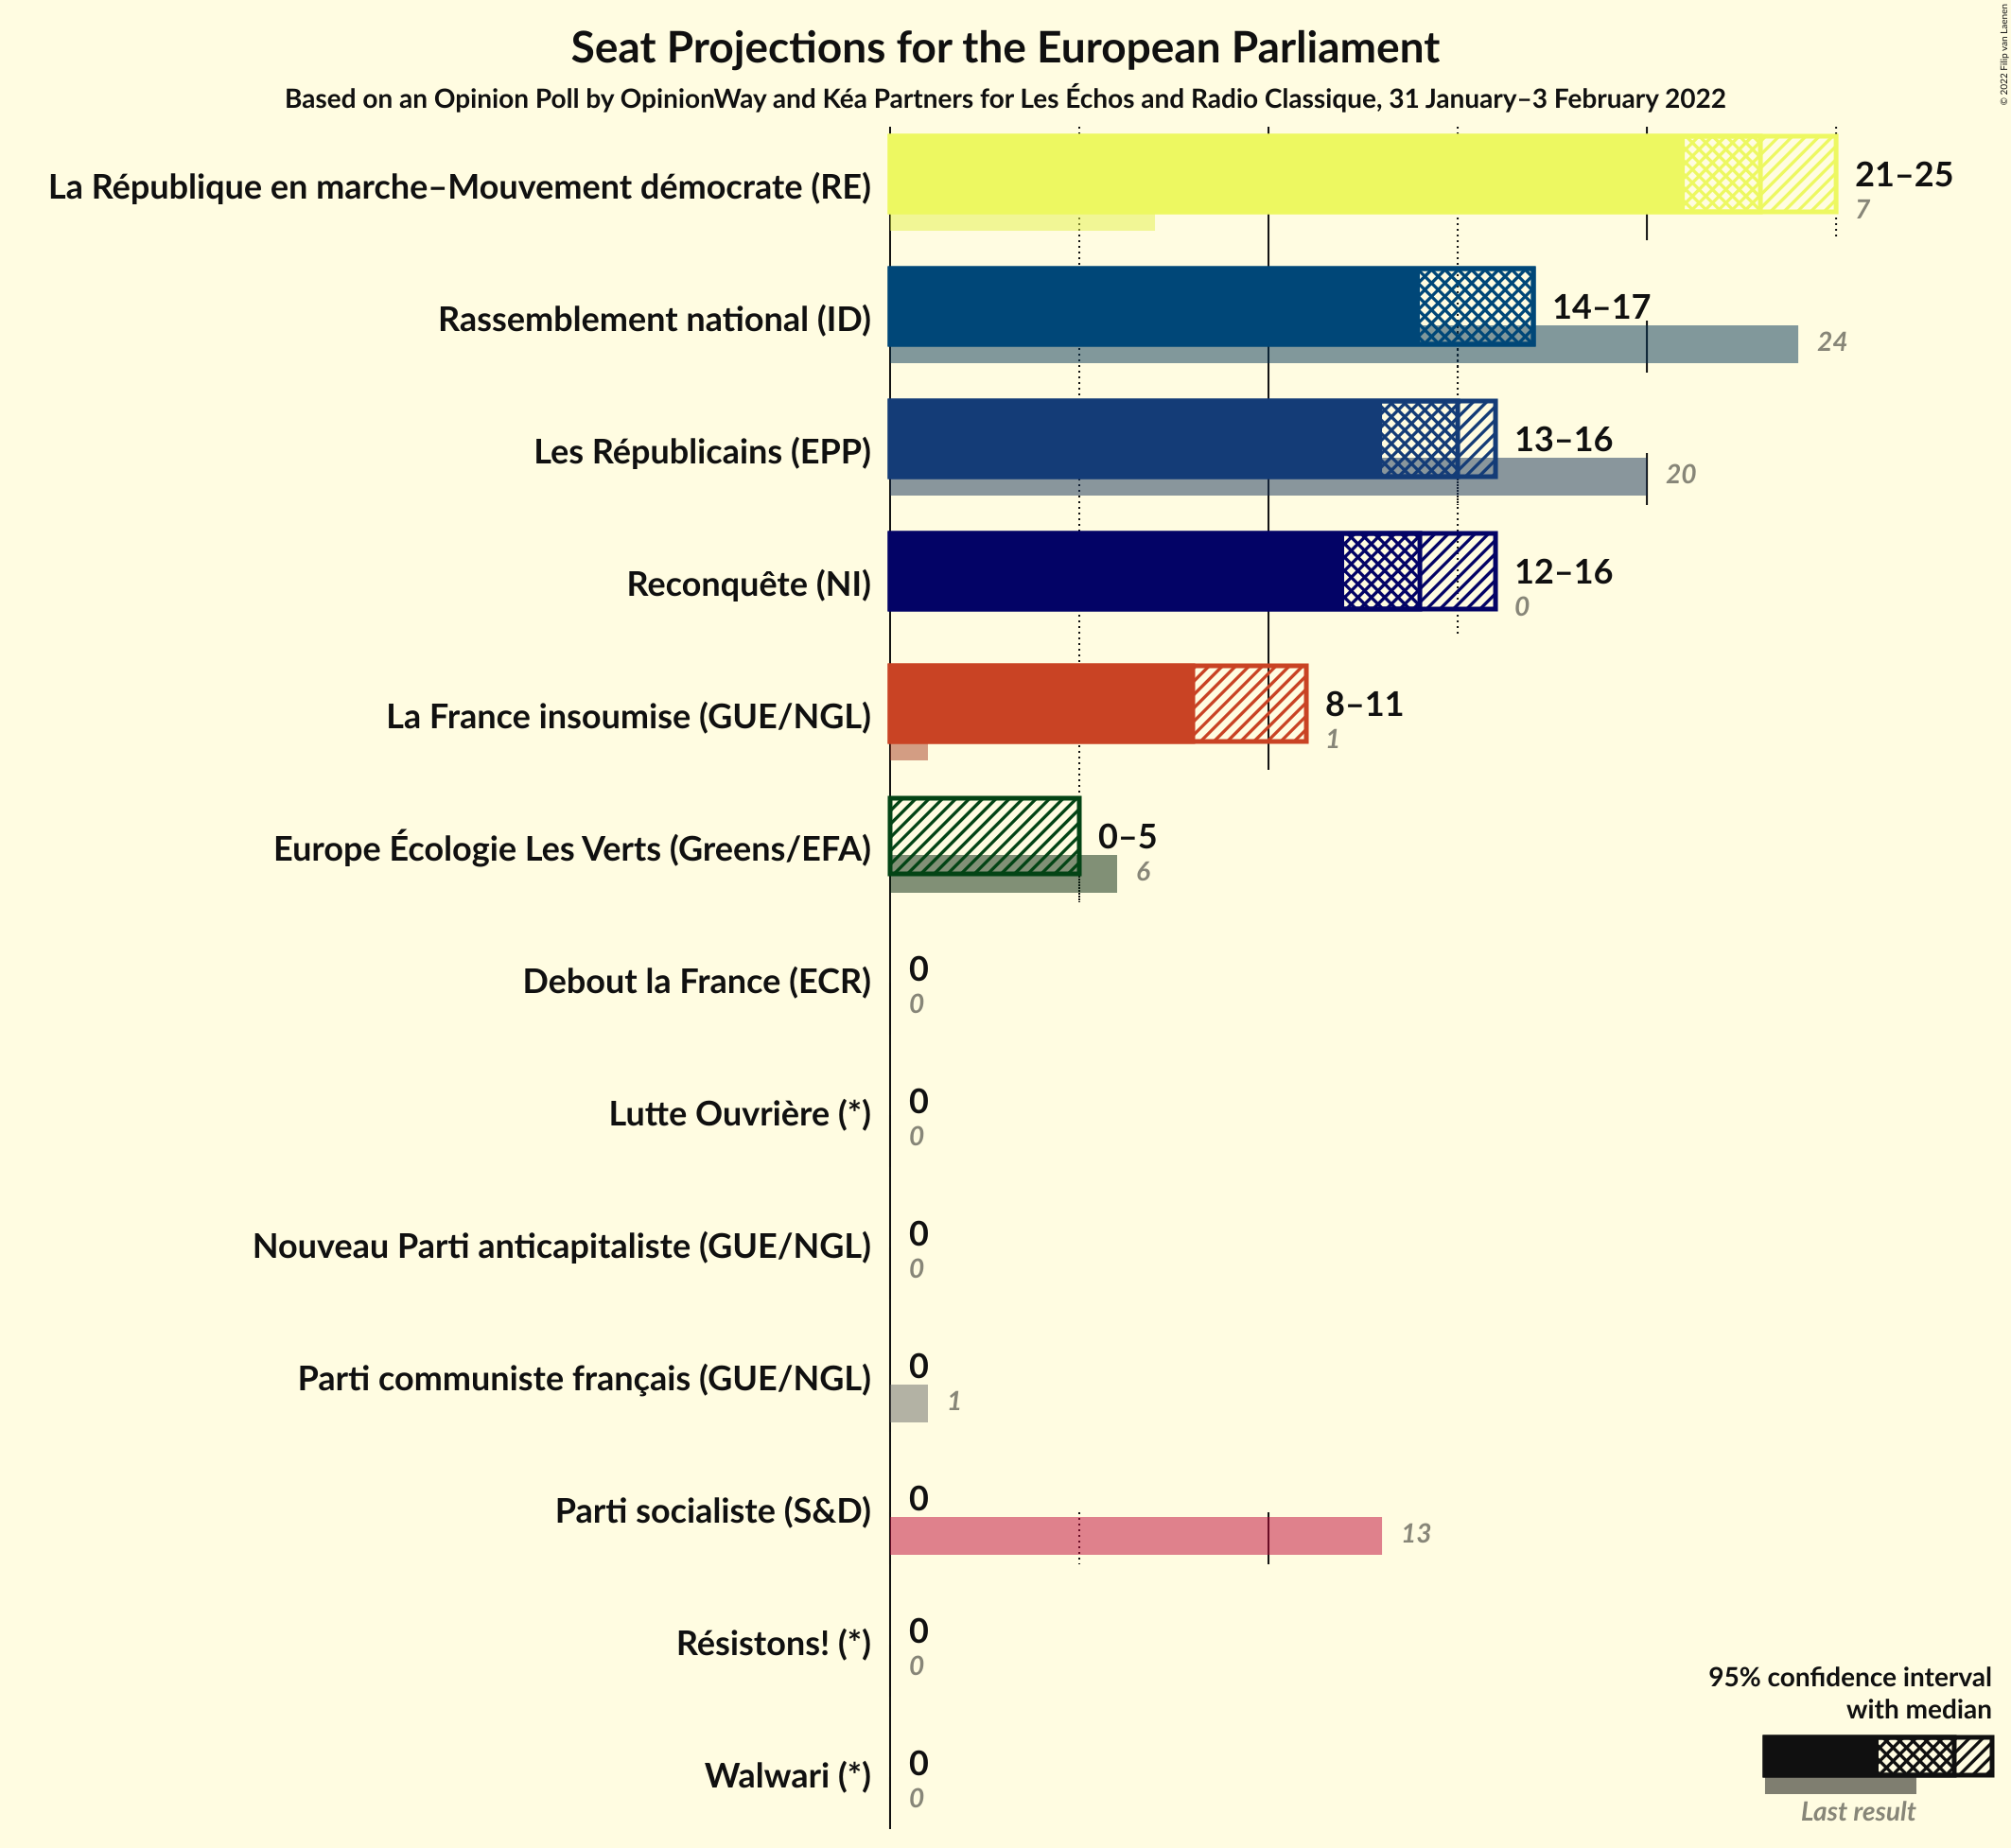 Seat Projections for the European Parliament
Based on an Opinion Poll by OpinionWay and Kéa Partners for Les Échos and Radio Classique, 31 January–3 February 2022
© 2022 Filip van Laenen
La République en marche–Mouvement démocrate (RE)
21–25
7
Rassemblement national (ID)
14–17
24
Les Républicains (EPP)
13–16
20
Reconquête (NI)
12–16
0
La France insoumise (GUE/NGL)
8–11
1
Europe Écologie Les Verts (Greens/EFA)
0–5
6
Debout la France (ECR)
0
0
Lutte Ouvrière (*)
0
0
Nouveau Parti anticapitaliste (GUE/NGL)
0
0
Parti communiste français (GUE/NGL)
0
1
Parti socialiste (S&D)
0
13
Résistons! (*)
0
0
Walwari (*)
0
0
95% confidence interval
with median
Last result